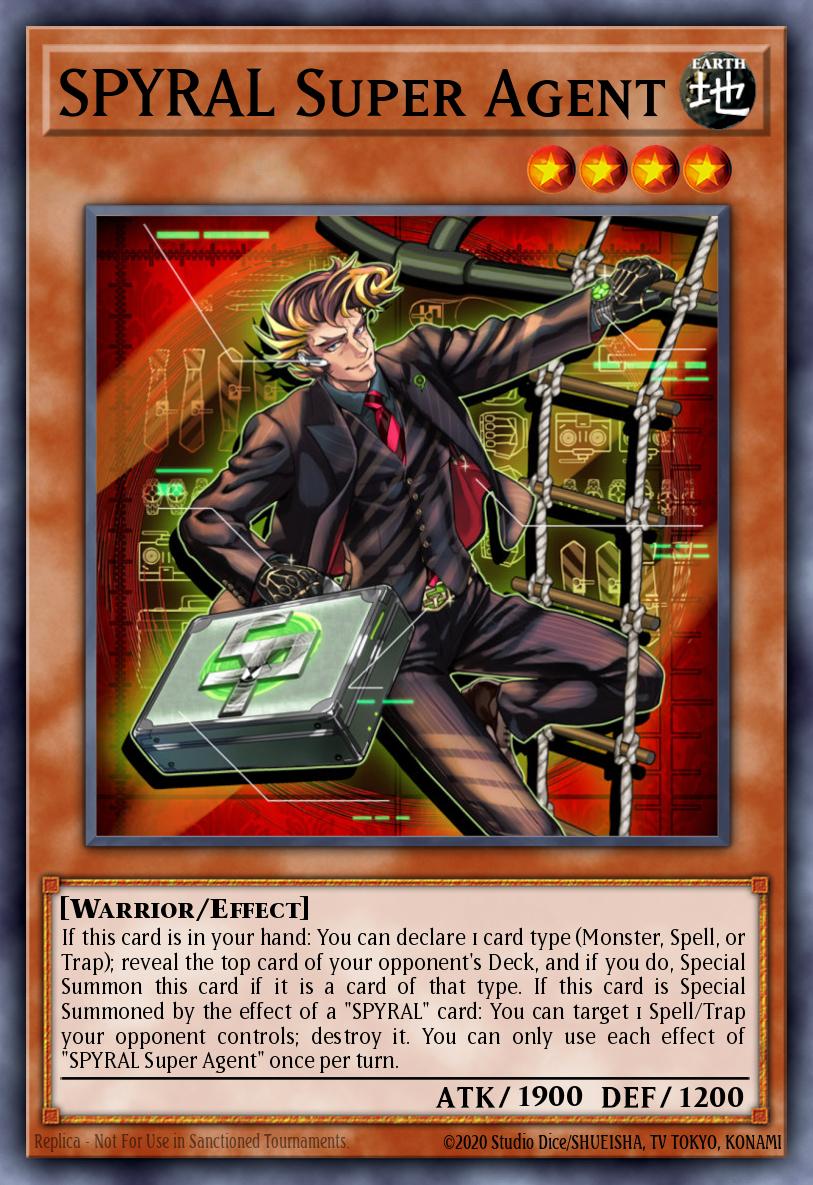 SPYRAL Super Agent
EARTH
地
[Warrior/Effect]
If this card is in your hand: You can declare 1 card type (Monster, Spell, or
Trap); reveal the top card of your opponent's Deck, and if you do, Special
Summon this card if it is a card of that type. If this card is Special
Summoned by the effect of a "SPYRAL" card: You can target 1 Spell/Trap
your opponent controls; destroy it. You can only use each effect of
"SPYRAL Super Agent" once per turn.
ATK/ 1900 DEF/ 1200
Replica - Not For Use in Sanctioned Tournaments.
©2020 Studio Dice/SHUEISHA, TV TOKYO, KONAMI